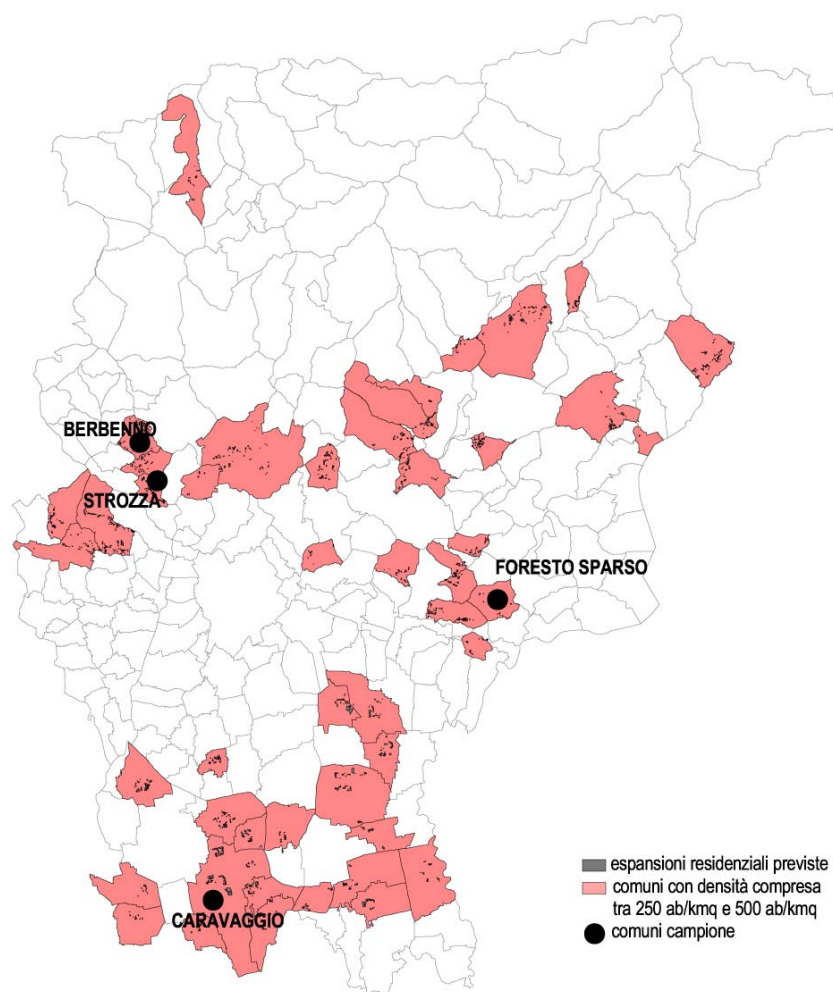 BERBENNO
STROZZA
FORESTO SPARSO
CARAVAGGIO
espansioni residenziali previste
comuni con densità compresa
tra 250 ab/kmq e 500 ab/kmq
comuni campione